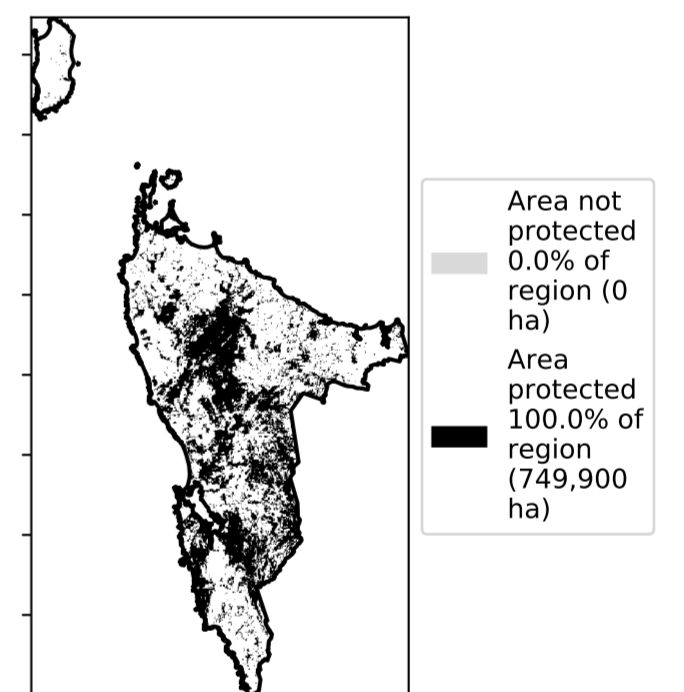 Area not
protected
0.0% of
region (0
ha)
Area
protected
100.0% of
region
(749,900
ha)